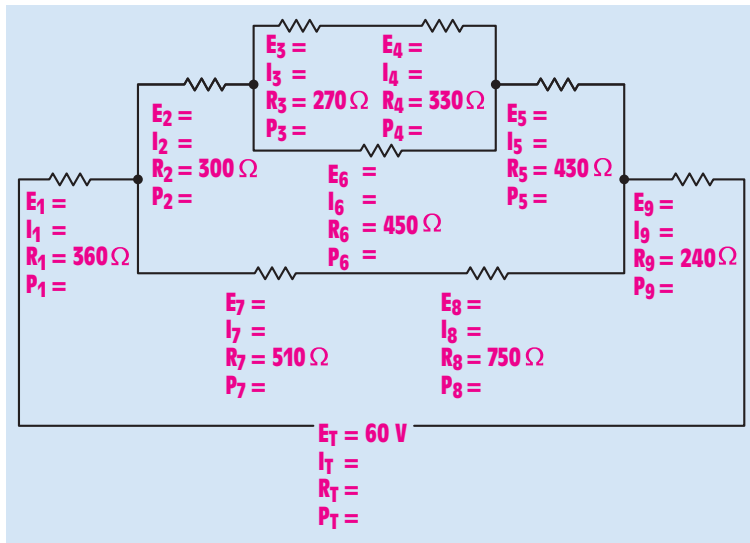 E3 =
I3 =
R3 = 270 Ω
P3 =
E4 =
I4 =
R4 = 330 Ω
P4 =
E2 =
I2 =
R2 = 300 Ω
P2 =
E5 =
I5 =
R5 = 430 Ω
P5 =
E6 =
I6 =
R6 = 450 Ω
P6 =
E1 =
I1 =
R1 = 360 Ω
P1 =
E9 =
I9 =
R9 = 240 Ω
P9 =
E7 =
I7 =
R7 = 510 Ω
P7 =
E8 =
I8 =
R8 = 750 Ω
P8 =
ET = 60 V
IT =
RT =
PT =